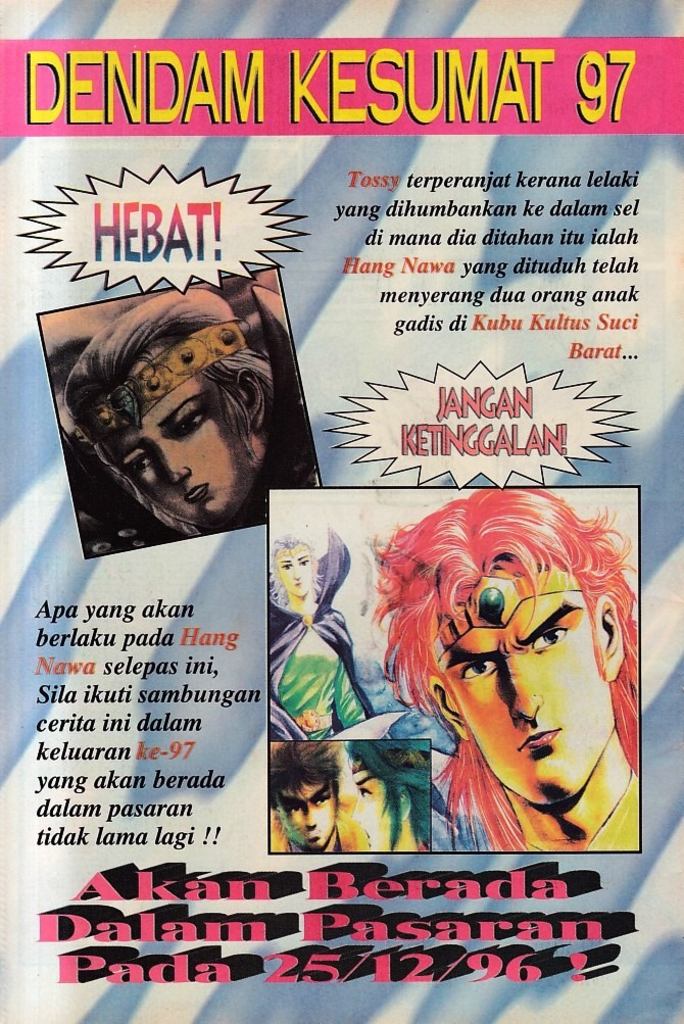 DENDAM KESUMAT 97
HEBAT!
Tossy terperanjat kerana lelaki
yang dihumbankan ke dalam sel
di mana dia ditahan itu ialah
Hang Nawa yang dituduh telah
menyerang dua orang anak
gadis di Kubu Kultus Suci
Barat...
JANGAN
KETINGGALAN!
Apa yang akan
berlaku pada Hang
Nawa selepas ini,
Sila ikuti sambungan
cerita ini dalam
keluaran ke-97
yang akan berada
dalam pasaran
tidak lama lagi !!
Akan Berada
Dalam Pasaran
Pada 25/12/96 !